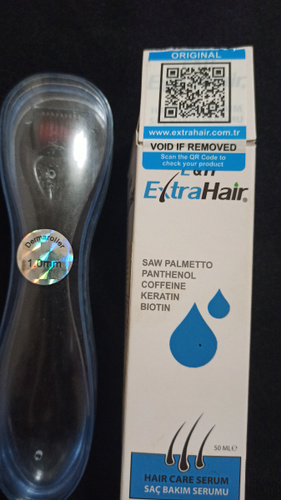 Dermaroller
1.0mm
ORIGINAL
www.extrahair.com.tr
VOID IF REMOVED
Scan the QR Code to
check your product
ExtraHair®
SAW PALMETTO
PANTHENOL
COFFEINE
KERATIN
BIOTIN
50 ML℮
HAIR CARE SERUM
SAÇ BAKIM SERUMU